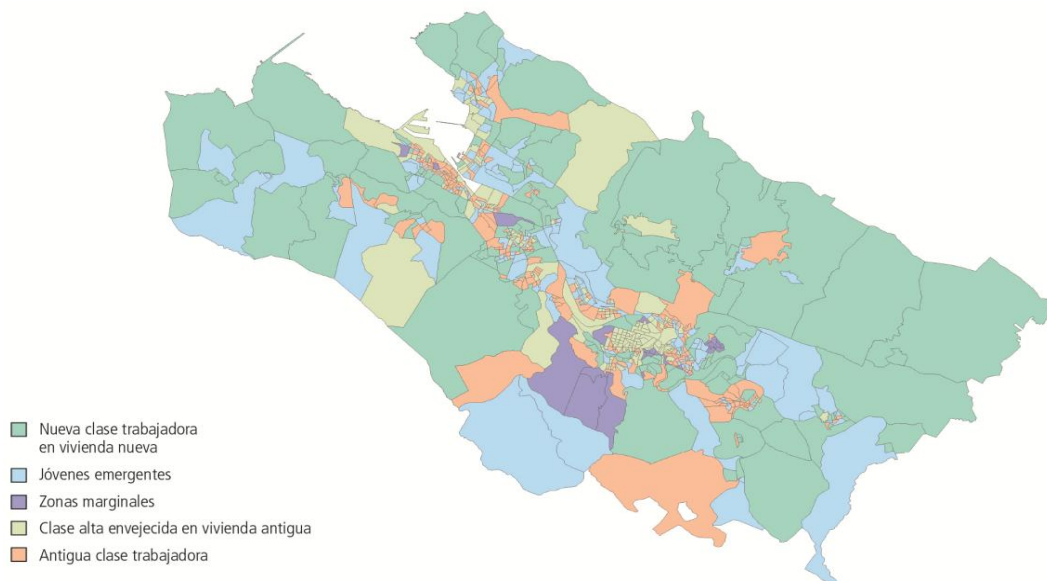 Nueva clase trabajadora
en vivienda nueva
Jóvenes emergentes
Zonas marginales
Clase alta envejecida en vivienda antigua
Antigua clase trabajadora